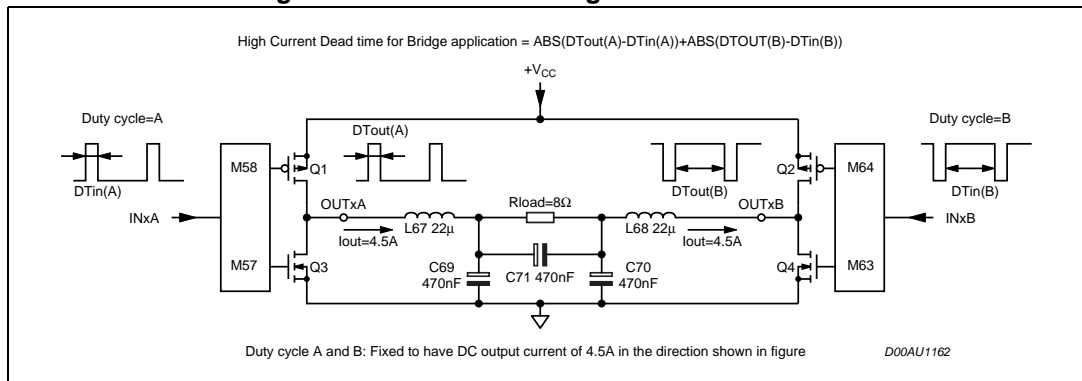 High Current Dead time for Bridge application = ABS(DTout(A)-DTin(A))+ABS(DTOUT(B)-DTin(B))
+VCC
Duty cycle=A
DTout(A)
Duty cycle=B
M58
Q1
Q2
M64
DTin(A)
DTout(B)
DTin(B)
INxA
OUTxA
Rload=8Ω
OUTxB
INxB
L67 22µ
L68 22µ
Iout=4.5A
Iout=4.5A
M57
Q3
C69
470nF
C71 470nF
C70
470nF
Q4
M63
Duty cycle A and B: Fixed to have DC output current of 4.5A in the direction shown in figure
D00AU1162